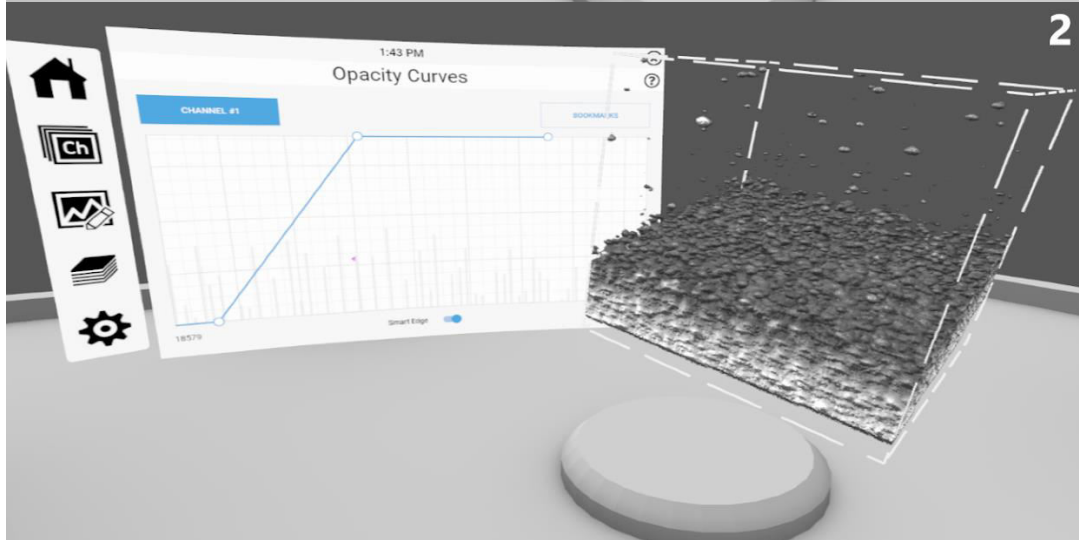 2
1:43 PM
Opacity Curves
?
CHANNEL #1
BOOKMARKS
Ch
Smart Edge
18579